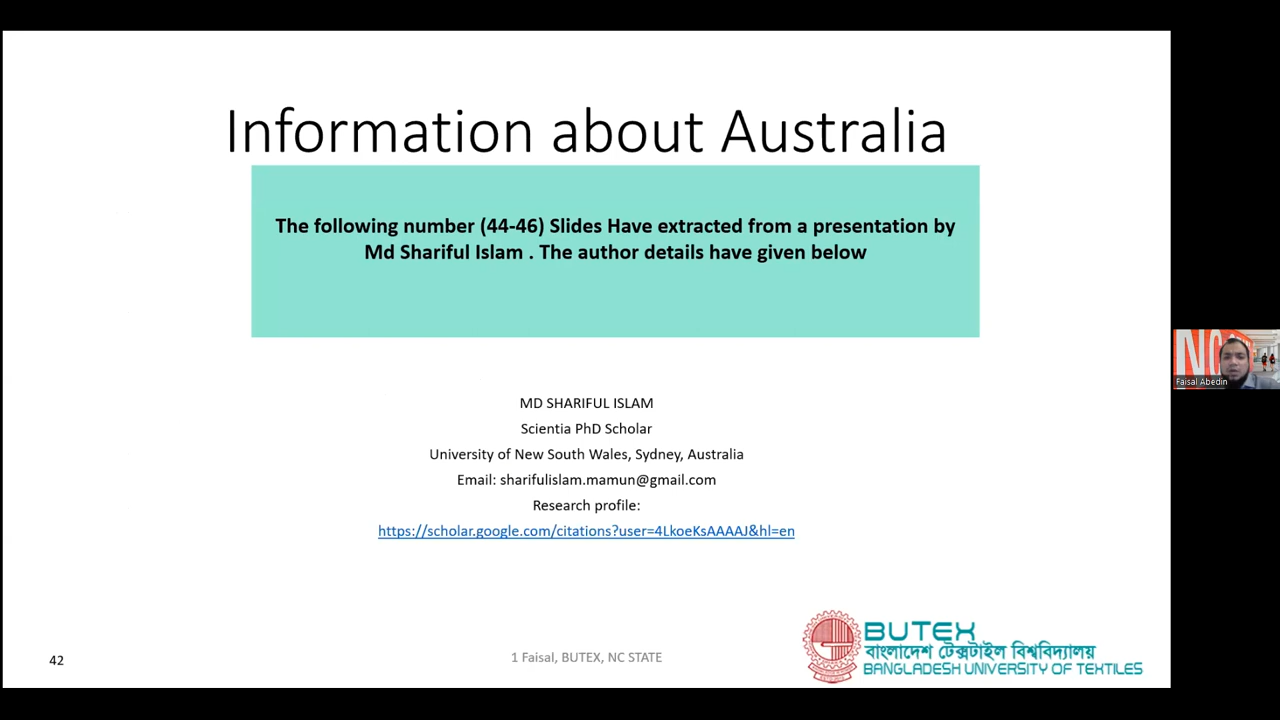 Information about Australia
The following number (44-46) Slides Have extracted from a presentation by
Md Shariful Islam . The author details have given below
MD SHARIFUL ISLAM
Scientia PhD Scholar
University of New South Wales, Sydney, Australia
Email: sharifulislam.mamun@gmail.com
Research profile:
https://scholar.google.com/citations?user=4LkoeKsAAAAJ&hl=en
NC
Faisal Abedin
42
1 Faisal, BUTEX, NC STATE
BUTEX
বাংলাদেশ টেক্সটাইল বিশ্ববিদ্যালয়
BANGLADESH UNIVERSITY OF TEXTILES